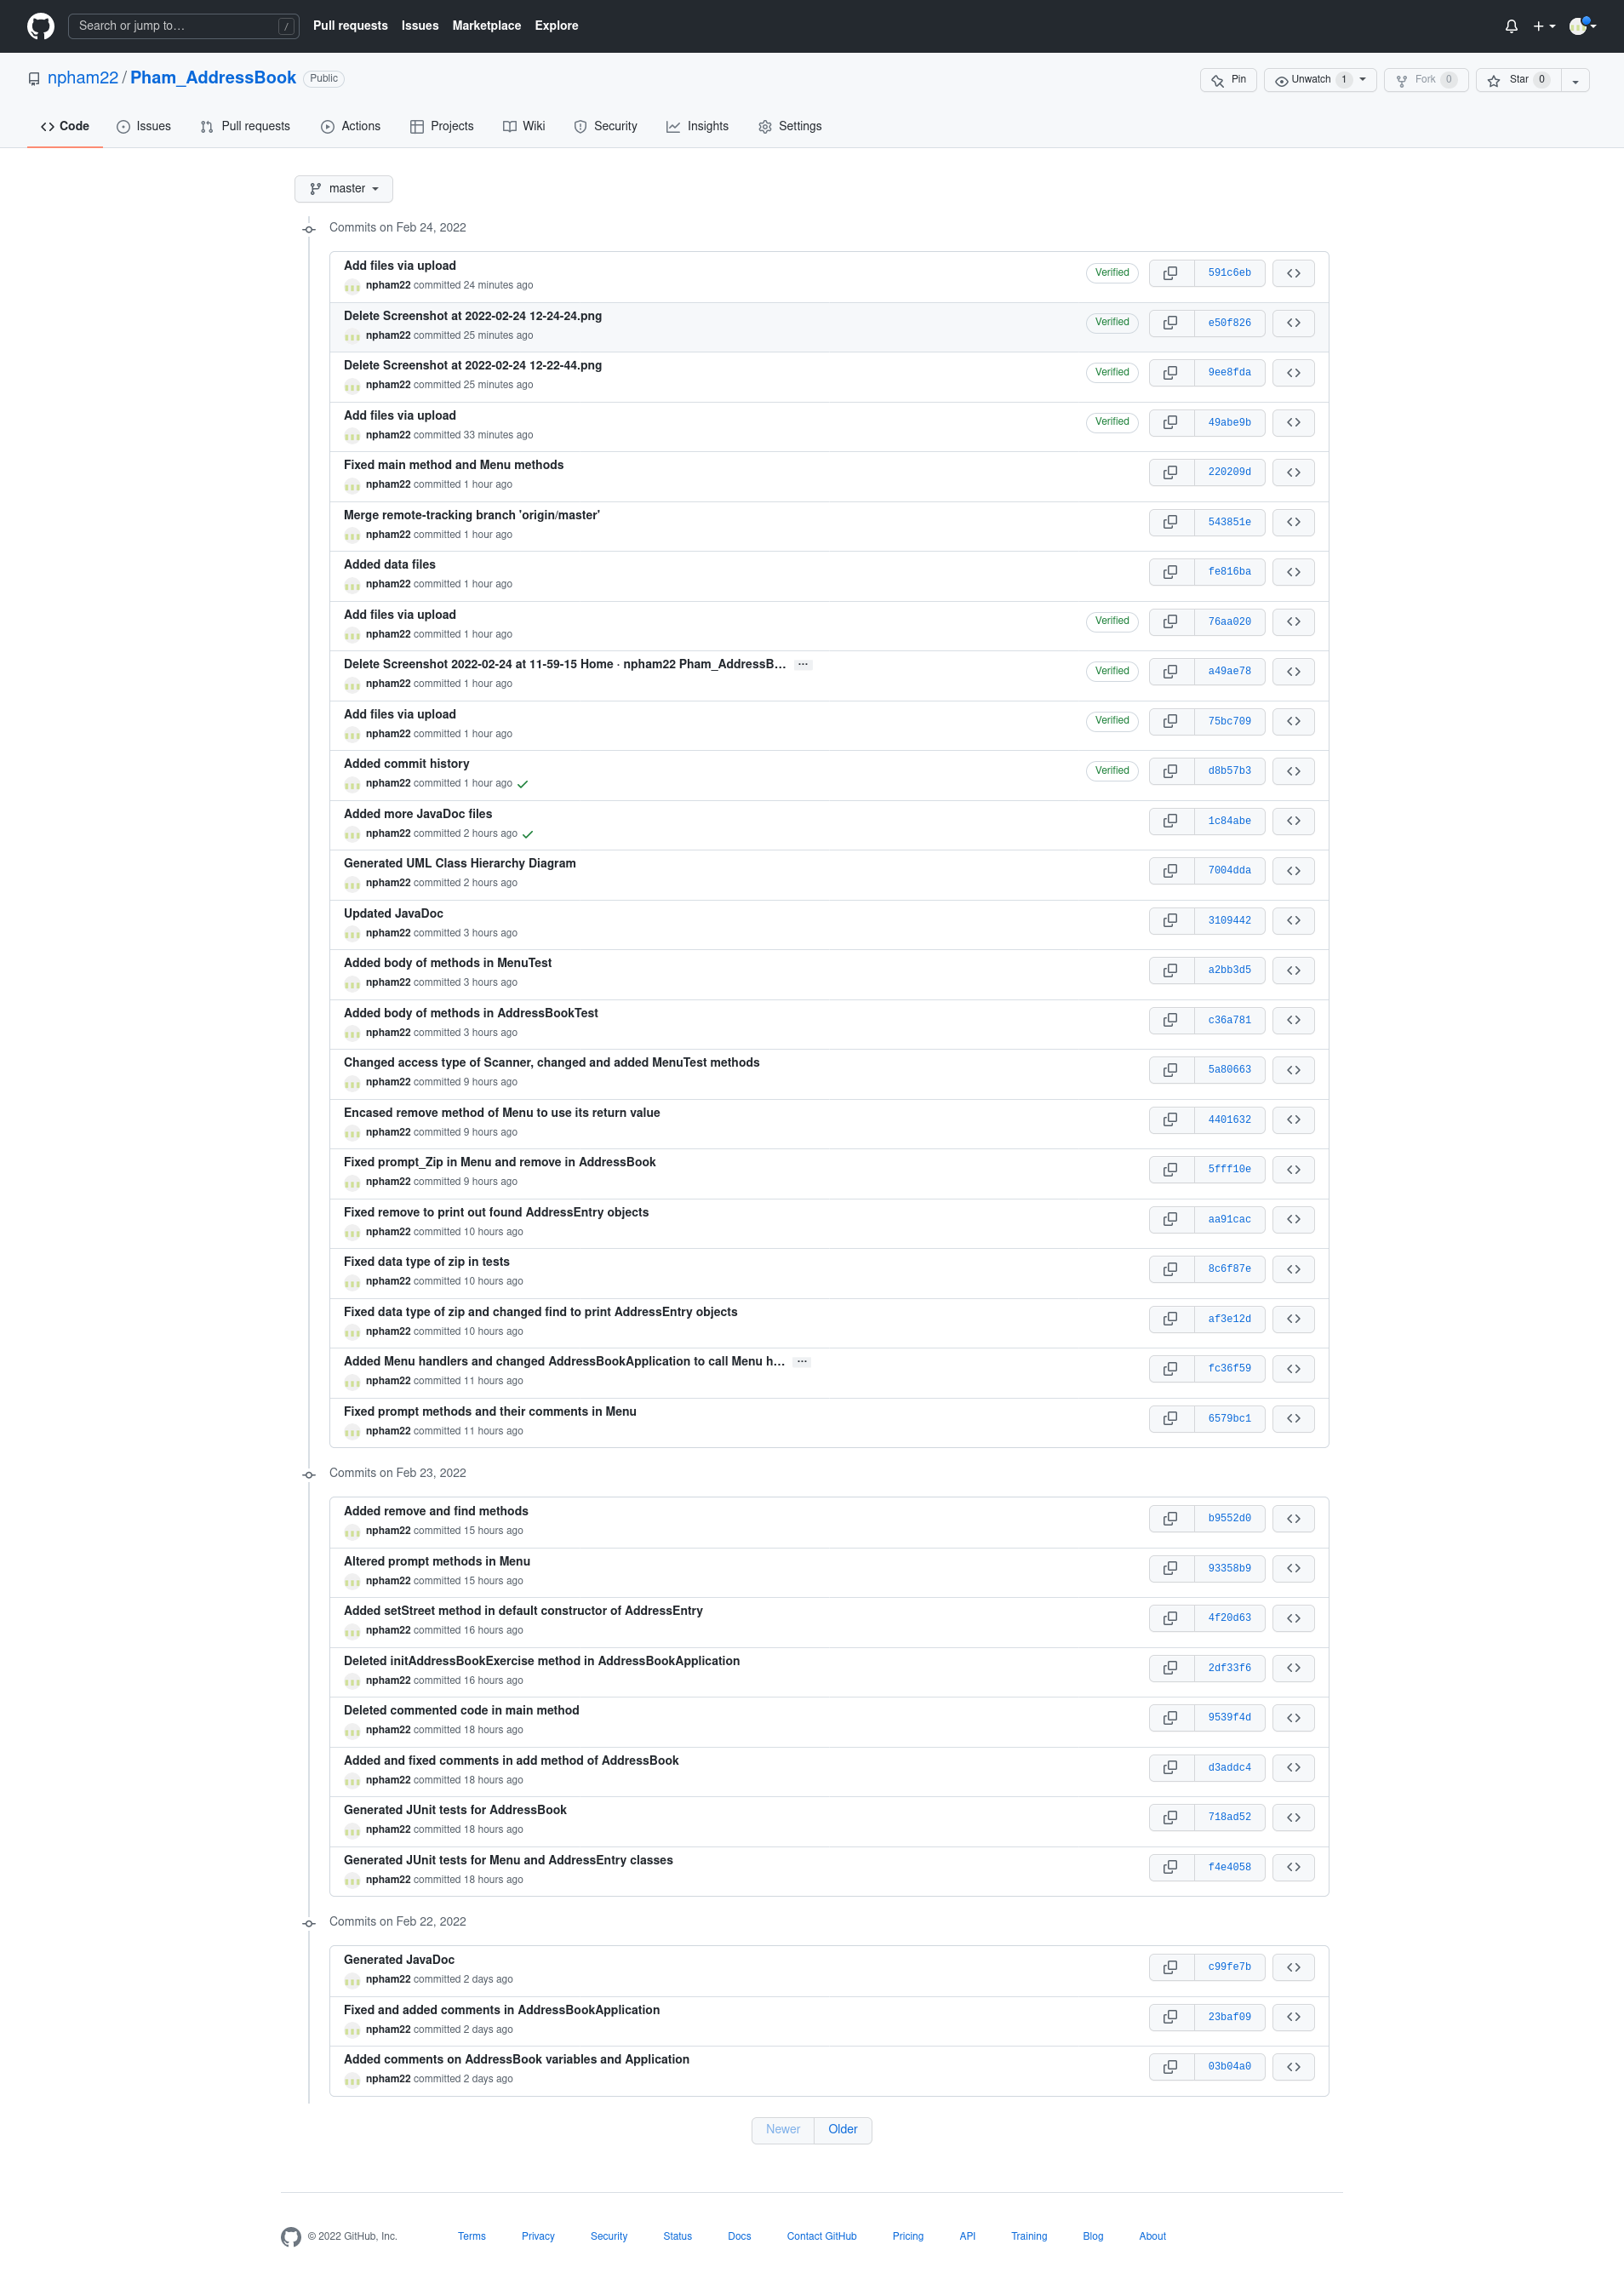 Search or jump to… /
Pull requests Issues Marketplace Explore
npham22 / Pham_AddressBook Public
Pin Unwatch 1 Fork 0 Star 0
Code Issues Pull requests Actions Projects Wiki Security Insights Settings
master
Commits on Feb 24, 2022
Add files via upload
npham22 committed 24 minutes ago
Verified 591c6eb
Delete Screenshot at 2022-02-24 12-24-24.png
npham22 committed 25 minutes ago
Verified e50f826
Delete Screenshot at 2022-02-24 12-22-44.png
npham22 committed 25 minutes ago
Verified 9ee8fda
Add files via upload
npham22 committed 33 minutes ago
Verified 49abe9b
Fixed main method and Menu methods
npham22 committed 1 hour ago
220209d
Merge remote-tracking branch 'origin/master'
npham22 committed 1 hour ago
543851e
Added data files
npham22 committed 1 hour ago
fe816ba
Add files via upload
npham22 committed 1 hour ago
Verified 76aa020
Delete Screenshot 2022-02-24 at 11-59-15 Home · npham22 Pham_AddressB… …
npham22 committed 1 hour ago
Verified a49ae78
Add files via upload
npham22 committed 1 hour ago
Verified 75bc709
Added commit history
npham22 committed 1 hour ago
Verified d8b57b3
Added more JavaDoc files
npham22 committed 2 hours ago
1c84abe
Generated UML Class Hierarchy Diagram
npham22 committed 2 hours ago
7004dda
Updated JavaDoc
npham22 committed 3 hours ago
3109442
Added body of methods in MenuTest
npham22 committed 3 hours ago
a2bb3d5
Added body of methods in AddressBookTest
npham22 committed 3 hours ago
c36a781
Changed access type of Scanner, changed and added MenuTest methods
npham22 committed 9 hours ago
5a80663
Encased remove method of Menu to use its return value
npham22 committed 9 hours ago
4401632
Fixed prompt_Zip in Menu and remove in AddressBook
npham22 committed 9 hours ago
5fff10e
Fixed remove to print out found AddressEntry objects
npham22 committed 10 hours ago
aa91cac
Fixed data type of zip in tests
npham22 committed 10 hours ago
8c6f87e
Fixed data type of zip and changed find to print AddressEntry objects
npham22 committed 10 hours ago
af3e12d
Added Menu handlers and changed AddressBookApplication to call Menu h… …
npham22 committed 11 hours ago
fc36f59
Fixed prompt methods and their comments in Menu
npham22 committed 11 hours ago
6579bc1
Commits on Feb 23, 2022
Added remove and find methods
npham22 committed 15 hours ago
b9552d0
Altered prompt methods in Menu
npham22 committed 15 hours ago
93358b9
Added setStreet method in default constructor of AddressEntry
npham22 committed 16 hours ago
4f20d63
Deleted initAddressBookExercise method in AddressBookApplication
npham22 committed 16 hours ago
2df33f6
Deleted commented code in main method
npham22 committed 18 hours ago
9539f4d
Added and fixed comments in add method of AddressBook
npham22 committed 18 hours ago
d3addc4
Generated JUnit tests for AddressBook
npham22 committed 18 hours ago
718ad52
Generated JUnit tests for Menu and AddressEntry classes
npham22 committed 18 hours ago
f4e4058
Commits on Feb 22, 2022
Generated JavaDoc
npham22 committed 2 days ago
c99fe7b
Fixed and added comments in AddressBookApplication
npham22 committed 2 days ago
23baf09
Added comments on AddressBook variables and Application
npham22 committed 2 days ago
03b04a0
Newer Older
© 2022 GitHub, Inc. Terms Privacy Security Status Docs Contact GitHub Pricing API Training Blog About